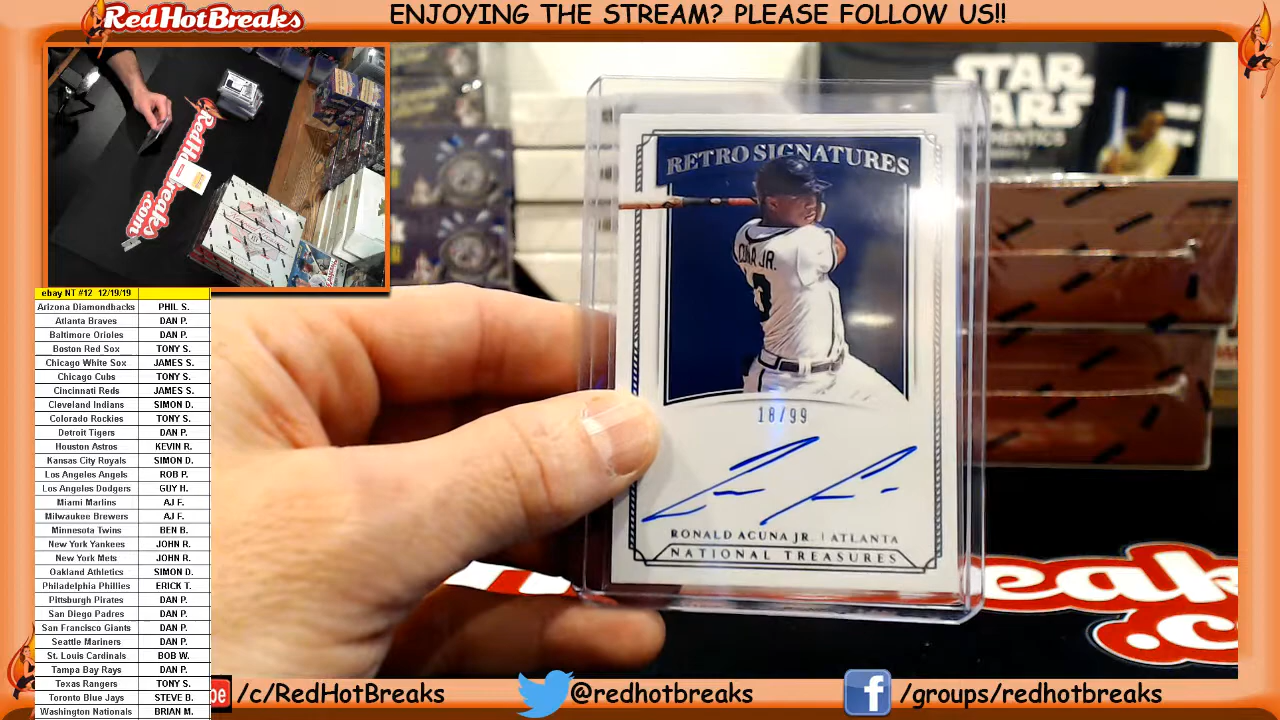 RedHotBreaks
ENJOYING THE STREAM? PLEASE FOLLOW US!!
RedHot
Breaks
.com
STAR
WARS
RETRO SIGNATURES
JR.
18/99
RONALD ACUNA JR. | ATLANTA
NATIONAL TREASURES
eak
.c
ebay NT #12 12/19/19
Arizona Diamondbacks PHIL S.
Atlanta Braves DAN P.
Baltimore Orioles DAN P.
Boston Red Sox TONY S.
Chicago White Sox JAMES S.
Chicago Cubs TONY S.
Cincinnati Reds JAMES S.
Cleveland Indians SIMON D.
Colorado Rockies TONY S.
Detroit Tigers DAN P.
Houston Astros KEVIN R.
Kansas City Royals SIMON D.
Los Angeles Angels ROB P.
Los Angeles Dodgers GUY H.
Miami Marlins AJ F.
Milwaukee Brewers AJ F.
Minnesota Twins BEN B.
New York Yankees JOHN R.
New York Mets JOHN R.
Oakland Athletics SIMON D.
Philadelphia Phillies ERICK T.
Pittsburgh Pirates DAN P.
San Diego Padres DAN P.
San Francisco Giants DAN P.
Seattle Mariners DAN P.
St. Louis Cardinals BOB W.
Tampa Bay Rays DAN P.
Texas Rangers TONY S.
Toronto Blue Jays STEVE B.
Washington Nationals BRIAN M.
be /c/RedHotBreaks @redhotbreaks f /groups/redhotbreaks